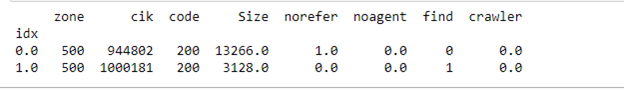 zone cik code Size norefer noagent find crawler
idx
0.0 500 944802 200 13266.0 1.0 0.0 0 0.0
1.0 500 1000181 200 3128.0 0.0 0.0 1 0.0